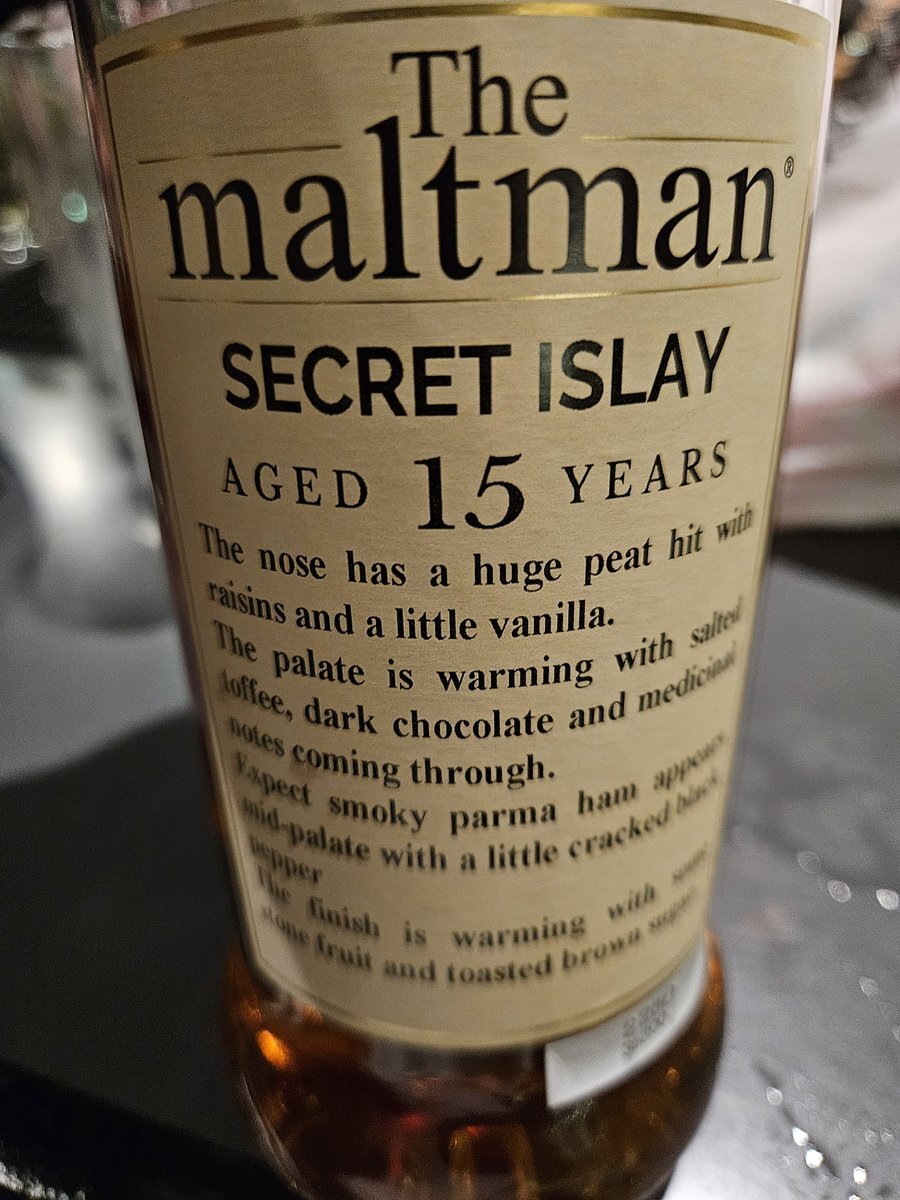 The
maltman®
SECRET ISLAY
AGED 15 YEARS
The nose has a huge peat hit with
raisins and a little vanilla.
The palate is warming with salted
toffee, dark chocolate and medicinal
notes coming through.
Expect smoky parma ham appears
mid-palate with a little cracked black
pepper
The finish is warming with some
stone fruit and toasted brown sugar